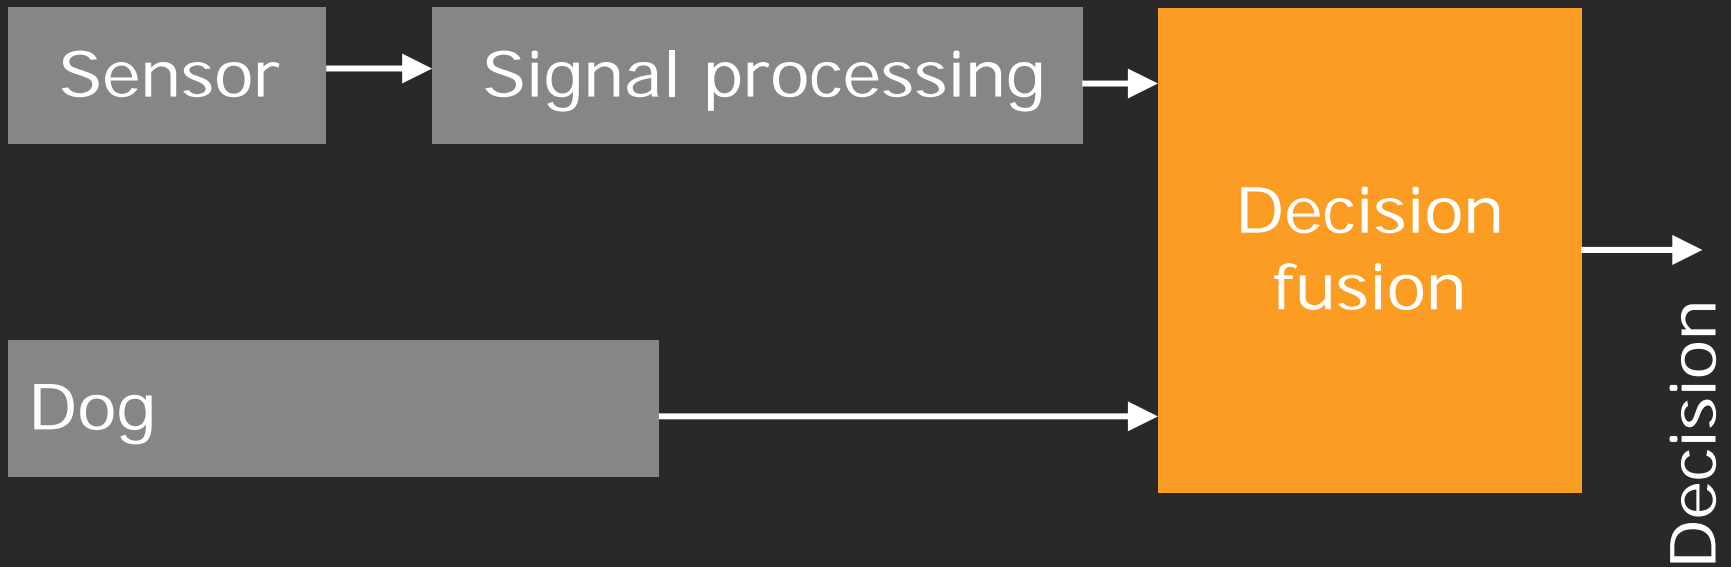 Sensor
Signal processing
Decision
fusion
Dog
Decision